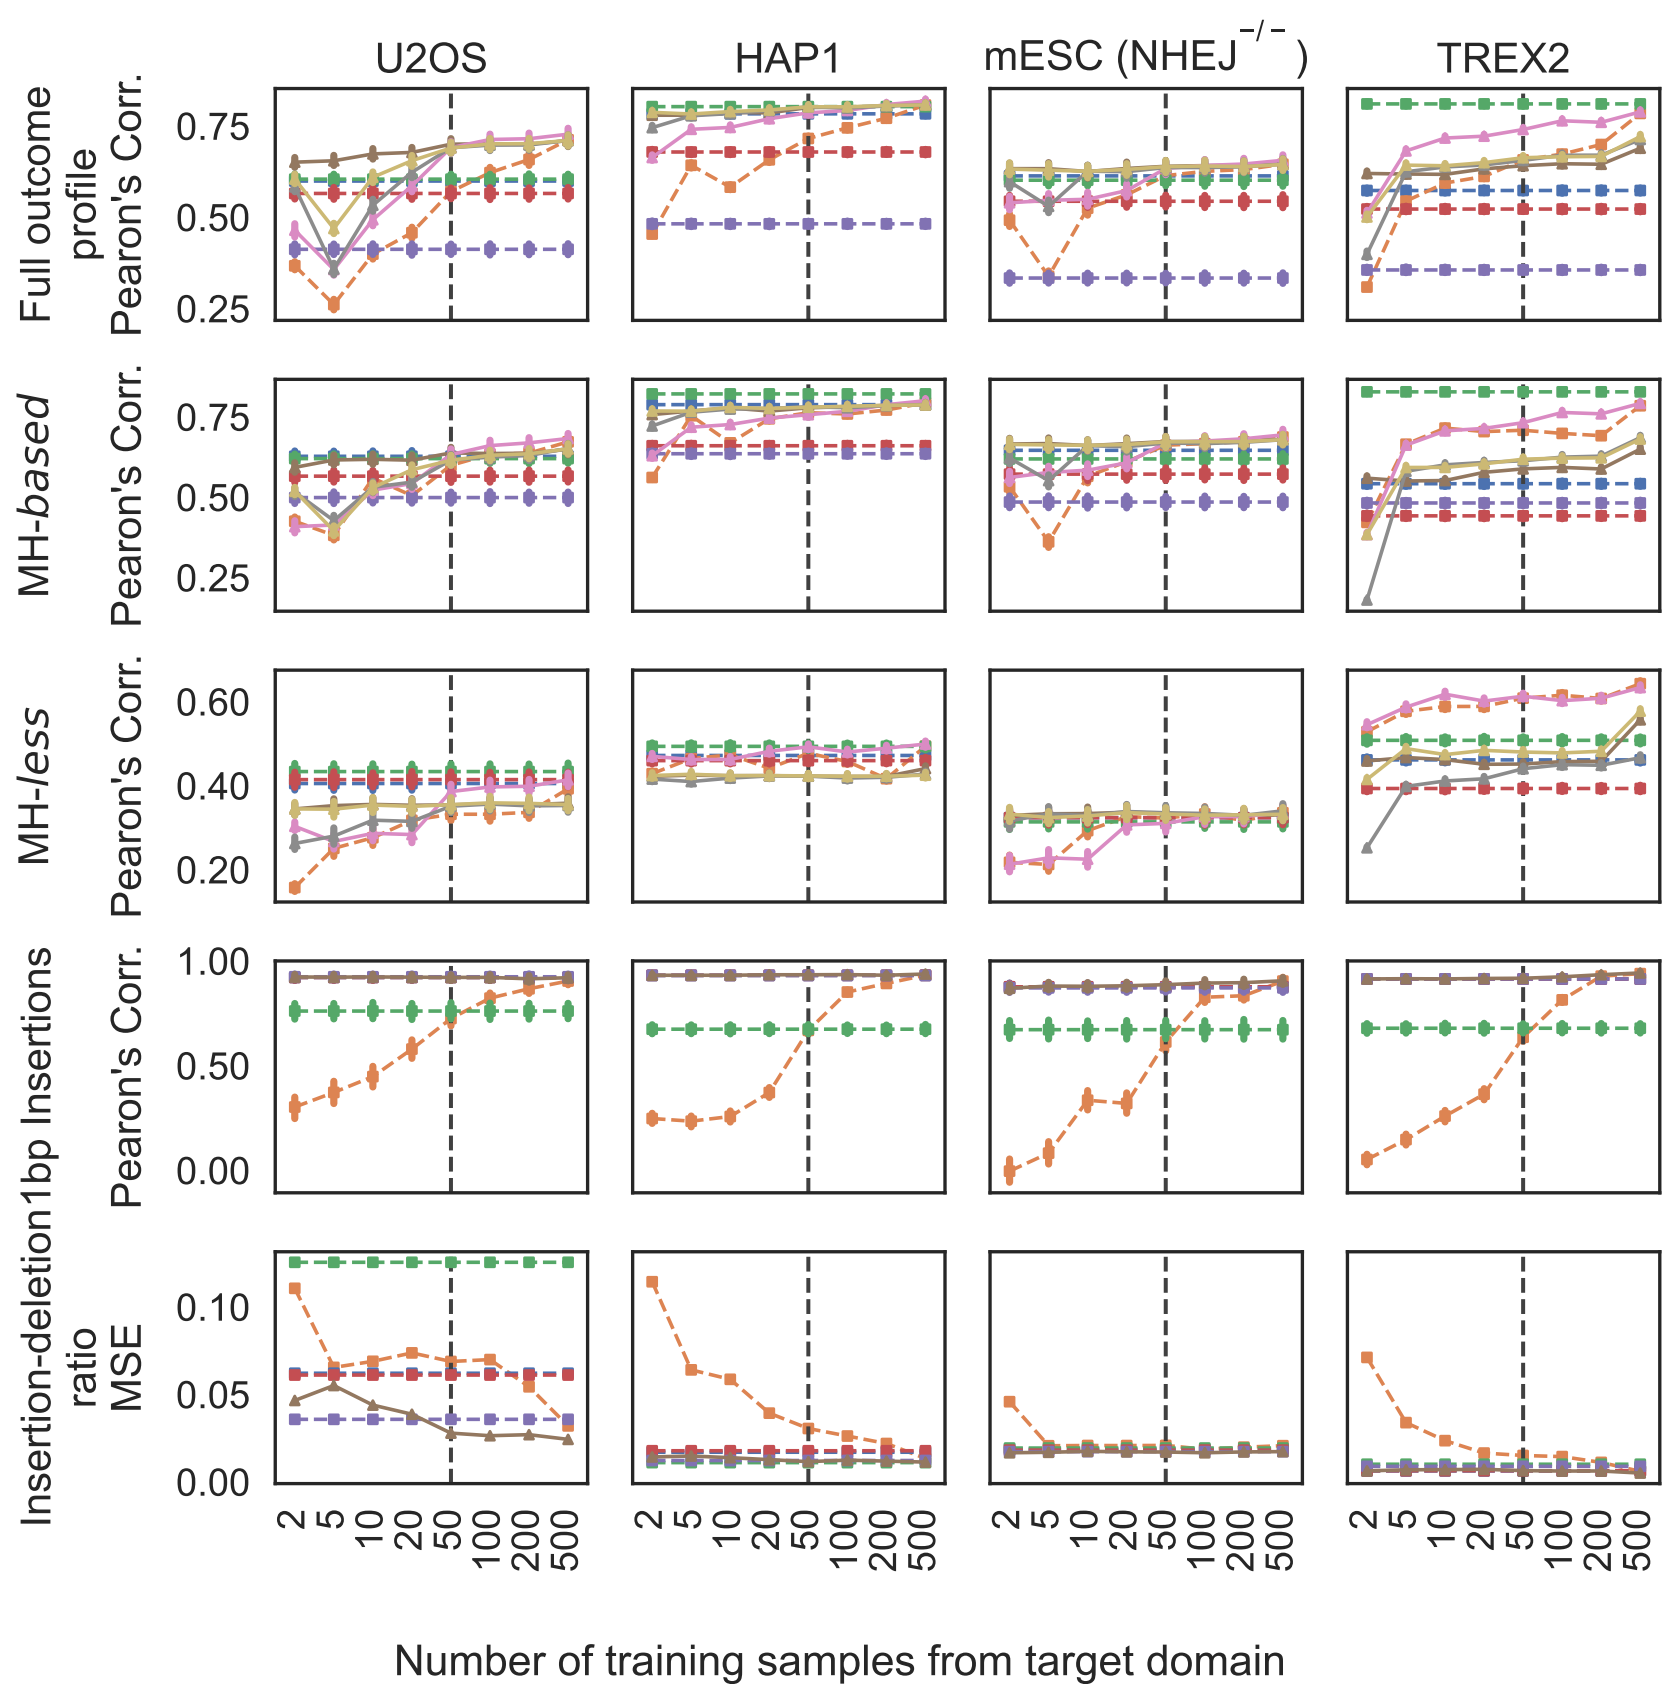 U2OS
HAP1
mESC (NHEJ−/−)
TREX2
Full outcome
profile
Pearon's Corr.
0.75
0.50
0.25
MH-based
Pearon's Corr.
0.75
0.50
0.25
MH-less
Pearon's Corr.
0.60
0.40
0.20
1bp Insertions
Pearon's Corr.
1.00
0.50
0.00
Insertion-deletion
ratio
MSE
0.10
0.05
0.00
2 5 10 20 50 100 200 500
2 5 10 20 50 100 200 500
2 5 10 20 50 100 200 500
2 5 10 20 50 100 200 500
Number of training samples from target domain